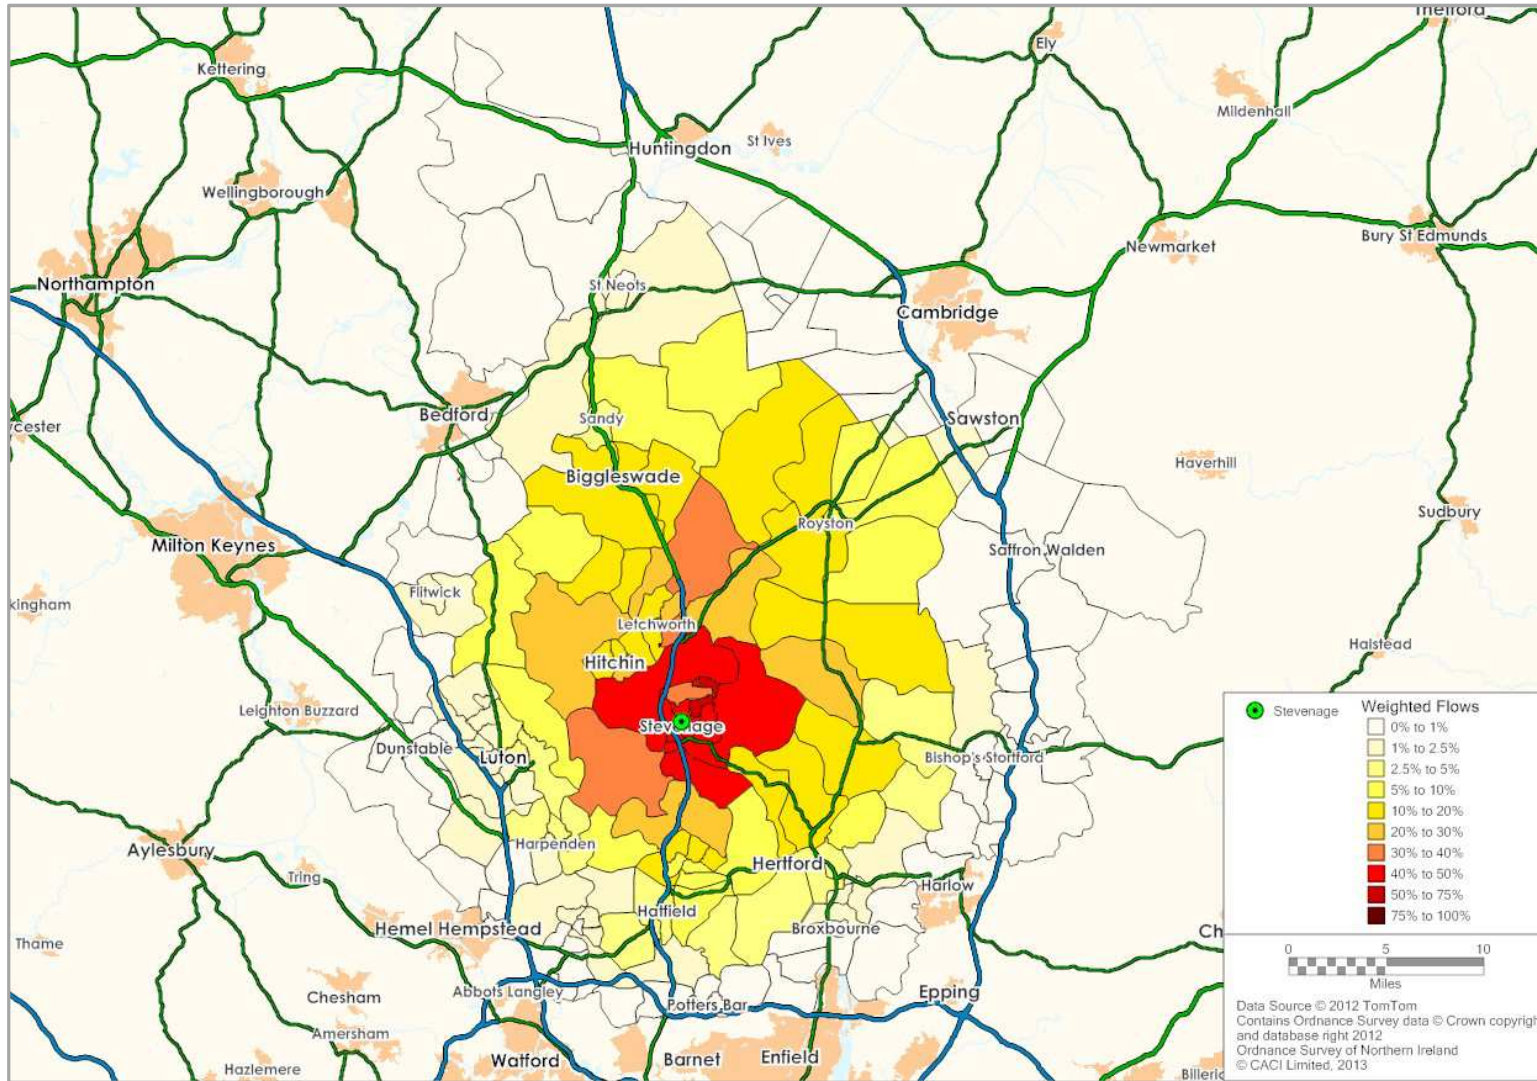 Thetford
Ely
Kettering
Mildenhall
Huntingdon
St Ives
Wellingborough
Newmarket
Bury St Edmunds
Northampton
St Neots
Cambridge
Bedford
Sandy
Sawston
cester
Biggleswade
Haverhill
Royston
Sudbury
Milton Keynes
Saffron Walden
Flitwick
kingham
Letchworth
Halstead
Hitchin
Leighton Buzzard
Stevenage
Dunstable
Luton
Bishop's Stortford
Aylesbury
Harpenden
Hertford
Tring
Harlow
Hatfield
Hemel Hempstead
Broxbourne
Thame
Ch
Chesham
Abbots Langley
Epping
Potters Bar
Amersham
Watford
Barnet
Enfield
Hazlemere
Billeric
Stevenage
Weighted Flows
0% to 1%
1% to 2.5%
2.5% to 5%
5% to 10%
10% to 20%
20% to 30%
30% to 40%
40% to 50%
50% to 75%
75% to 100%
0 5 10
Miles
Data Source © 2012 TomTom
Contains Ordnance Survey data © Crown copyrigh
and database right 2012
Ordnance Survey of Northern Ireland
© CACI Limited, 2013